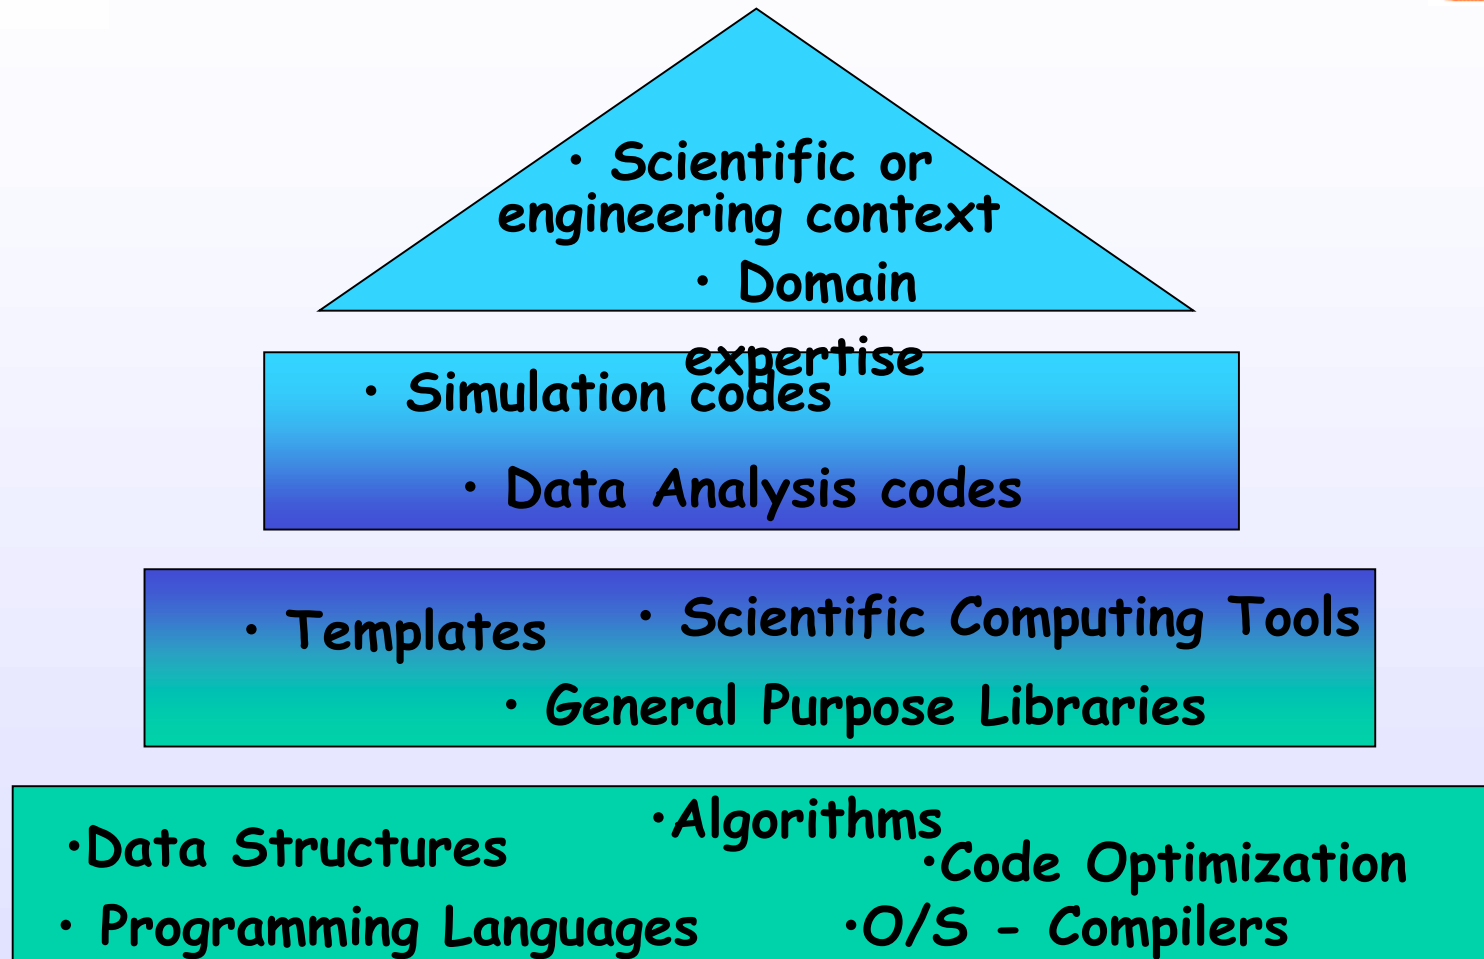 • Scientific or
engineering context
• Domain
expertise
• Simulation codes
• Data Analysis codes
• Templates
• Scientific Computing Tools
• General Purpose Libraries
•Algorithms
•Data Structures
•Code Optimization
• Programming Languages
•O/S - Compilers